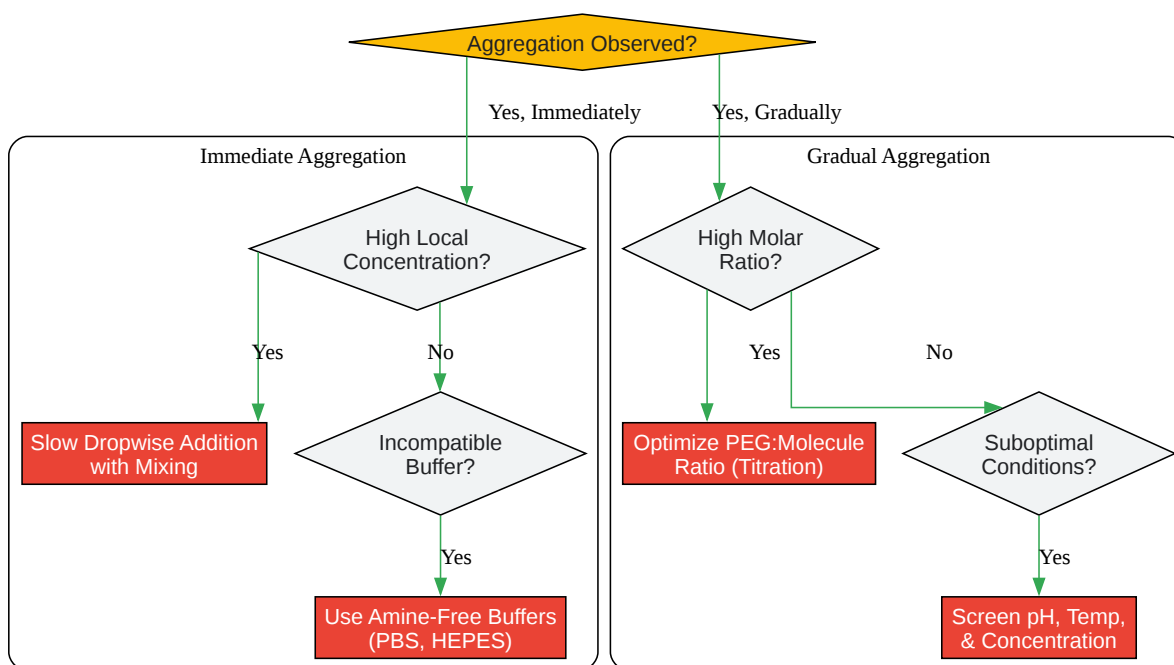 Aggregation Observed?
Yes, Immediately
Yes, Gradually
Immediate Aggregation
High Local
Concentration?
Yes
No
Slow Dropwise Addition
with Mixing
Incompatible
Buffer?
Yes
Use Amine-Free Buffers
(PBS, HEPES)
Gradual Aggregation
High Molar
Ratio?
Yes
No
Optimize PEG:Molecule
Ratio (Titration)
Suboptimal
Conditions?
Yes
Screen pH, Temp,
& Concentration